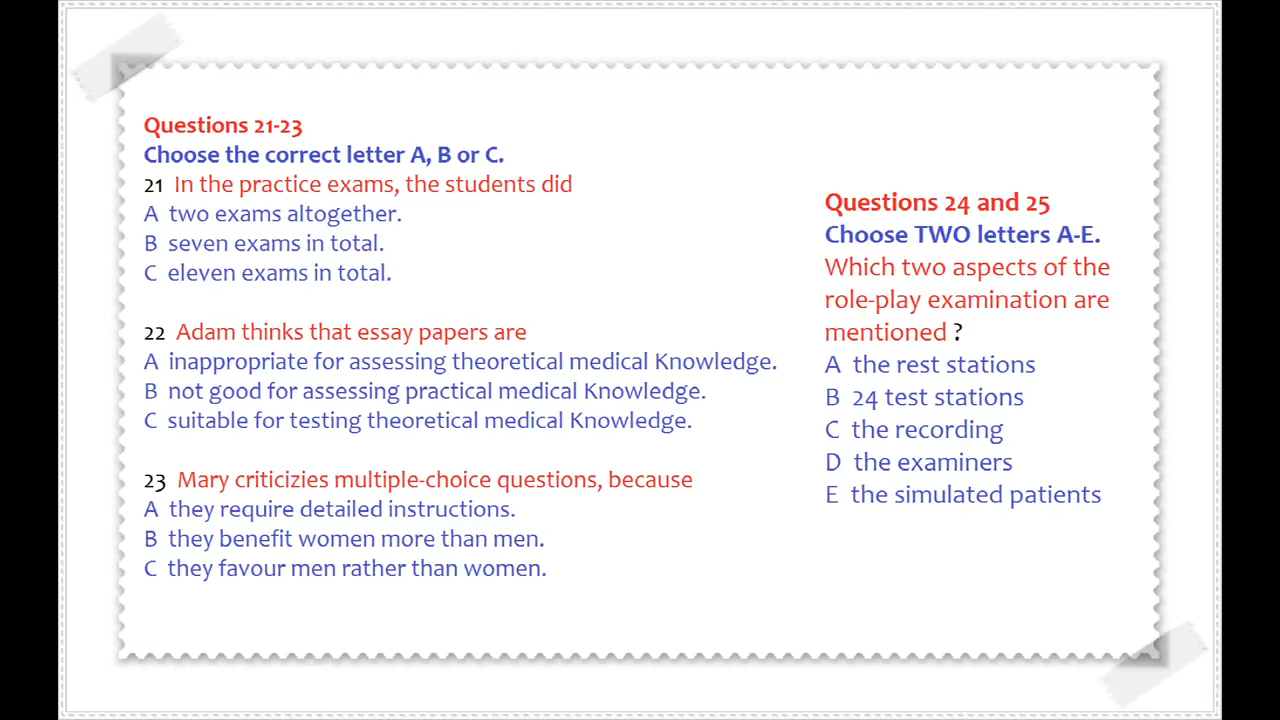 Questions 21-23
Choose the correct letter A, B or C.
21 In the practice exams, the students did
A two exams altogether.
B seven exams in total.
C eleven exams in total.
22 Adam thinks that essay papers are
A inappropriate for assessing theoretical medical Knowledge.
B not good for assessing practical medical Knowledge.
C suitable for testing theoretical medical Knowledge.
23 Mary criticizies multiple-choice questions, because
A they require detailed instructions.
B they benefit women more than men.
C they favour men rather than women.
Questions 24 and 25
Choose TWO letters A-E.
Which two aspects of the
role-play examination are
mentioned ?
A the rest stations
B 24 test stations
C the recording
D the examiners
E the simulated patients